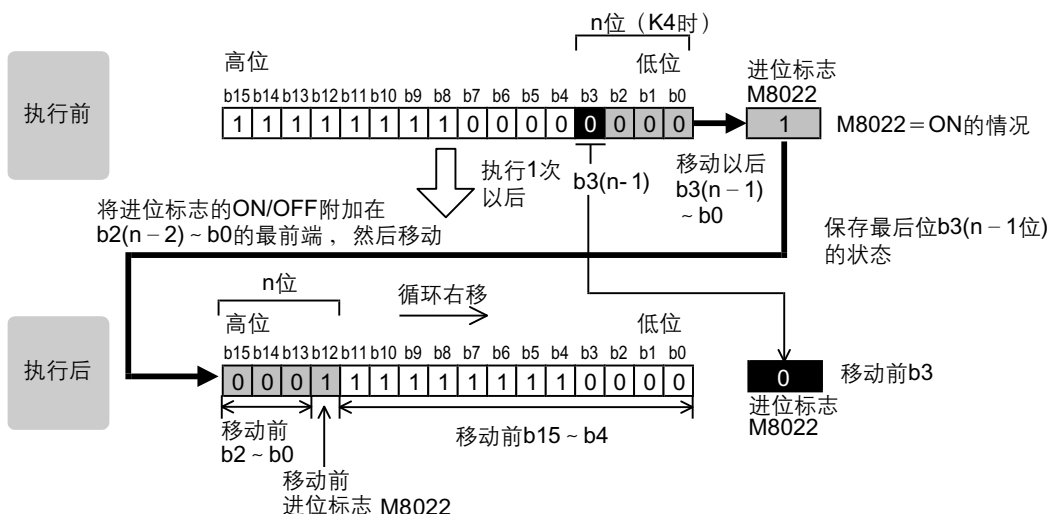 n位（K4时）
高位
低位
进位标志
M8022
执行前
b15 b14 b13 b12 b11 b10 b9 b8 b7 b6 b5 b4 b3 b2 b1 b0
1 1 1 1 1 1 1 1 0 0 0 0 0 0 0 0
1
M8022＝ON的情况
执行1次
以后
b3(n-1)
移动以后
b3(n－1)
~b0
将进位标志的ON/OFF附加在
b2(n－2)~b0的最前端，然后移动
保存最后位b3(n－1位)
的状态
n位
循环右移
高位
低位
执行后
b15 b14 b13 b12 b11 b10 b9 b8 b7 b6 b5 b4 b3 b2 b1 b0
0 0 0 1 1 1 1 1 1 1 1 1 0 0 0 0
0
移动前b3
进位标志
M8022
移动前
b2~b0
移动前b15~b4
移动前
进位标志 M8022